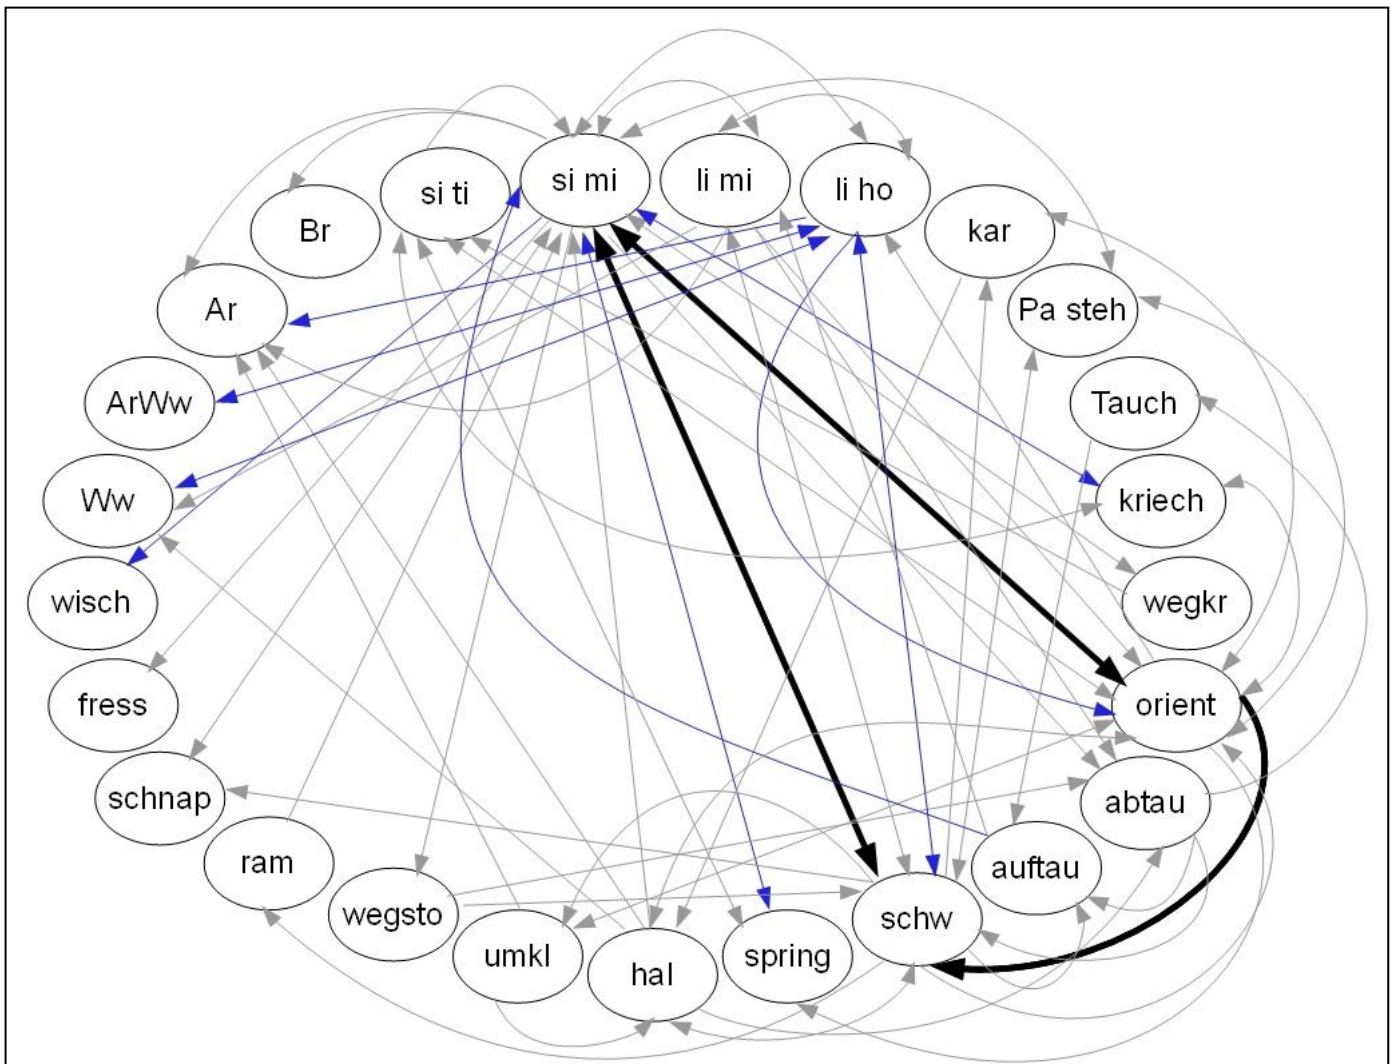 si mi
li mi
li ho
si ti
Br
kar
Ar
Pa steh
ArWw
Tauch
Ww
kriech
wisch
wegkr
fress
orient
schnap
abtau
ram
auftau
wegsto
schw
umkl
hal
spring